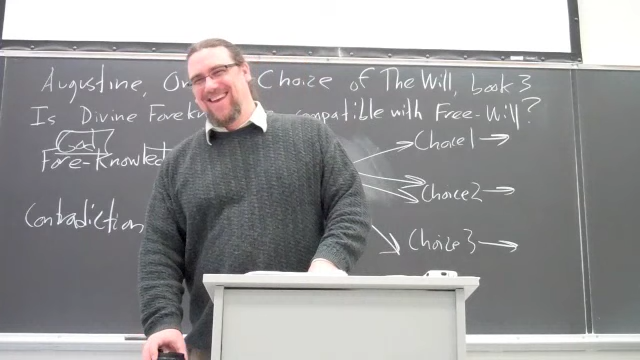 Augustine, On Choice of The Will, book 3
Is Divine Forekn compatible with Free-Will?
God
Fore-Knowled
Choice 1
Choice 2
Contradiction
Choice 3